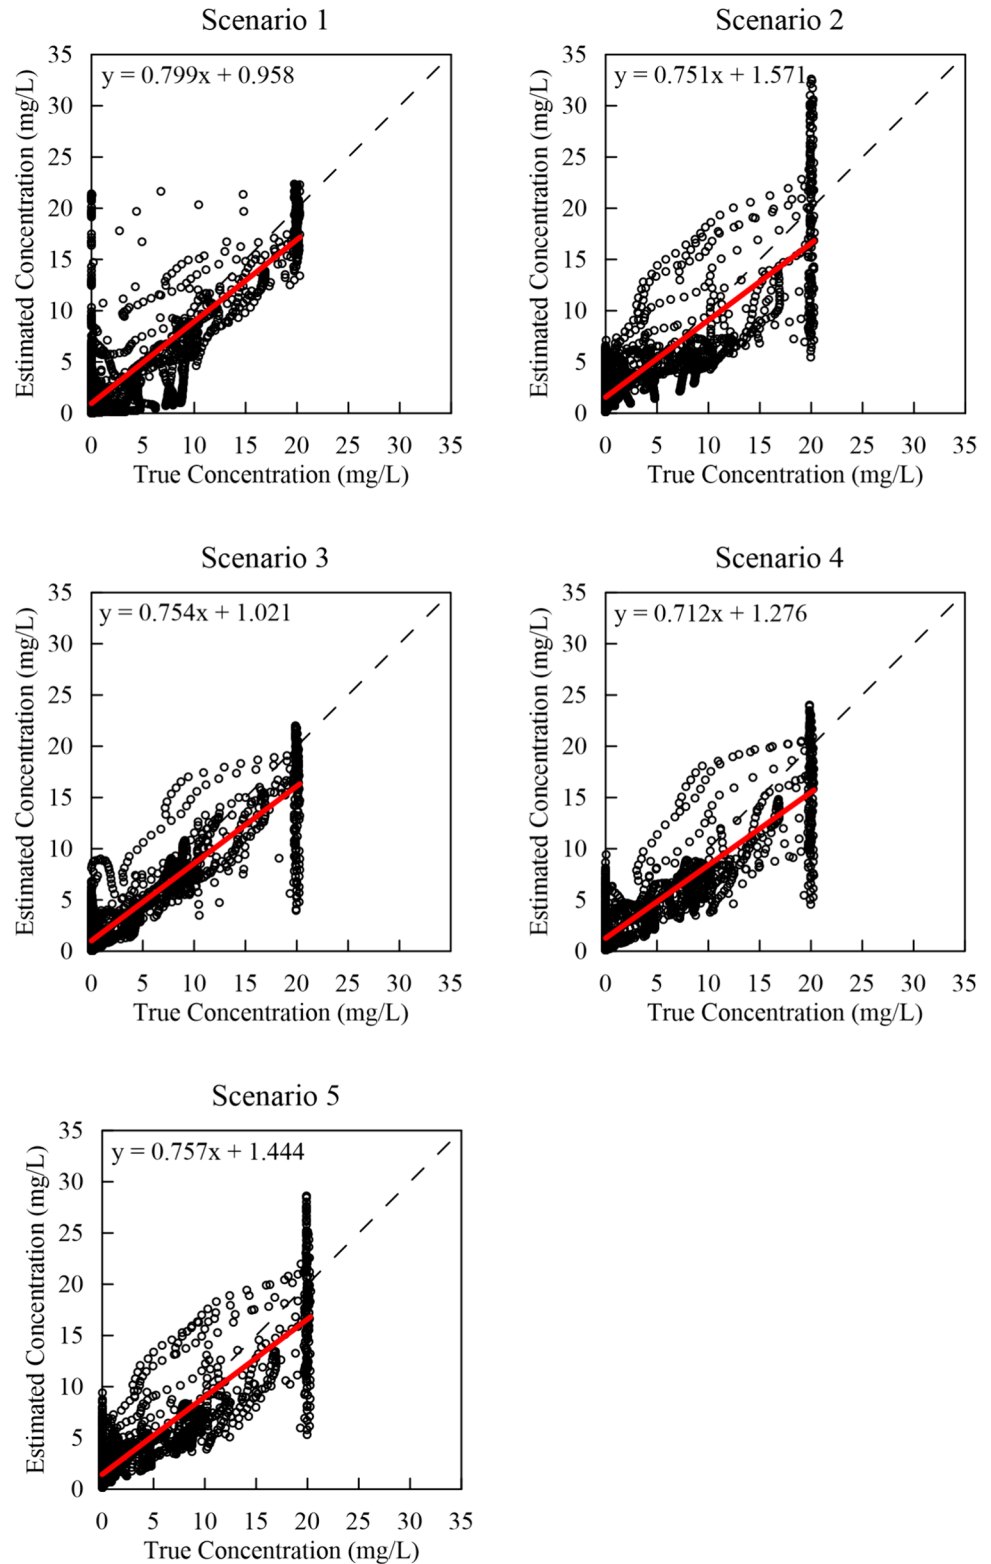 Scenario 1
y = 0.799x + 0.958
Estimated Concentration (mg/L)
35
30
25
20
15
10
5
0
0 5 10 15 20 25 30 35
True Concentration (mg/L)
Scenario 2
y = 0.751x + 1.571
Estimated Concentration (mg/L)
35
30
25
20
15
10
5
0
0 5 10 15 20 25 30 35
True Concentration (mg/L)
Scenario 3
y = 0.754x + 1.021
Estimated Concentration (mg/L)
35
30
25
20
15
10
5
0
0 5 10 15 20 25 30 35
True Concentration (mg/L)
Scenario 4
y = 0.712x + 1.276
Estimated Concentration (mg/L)
35
30
25
20
15
10
5
0
0 5 10 15 20 25 30 35
True Concentration (mg/L)
Scenario 5
y = 0.757x + 1.444
Estimated Concentration (mg/L)
35
30
25
20
15
10
5
0
0 5 10 15 20 25 30 35
True Concentration (mg/L)